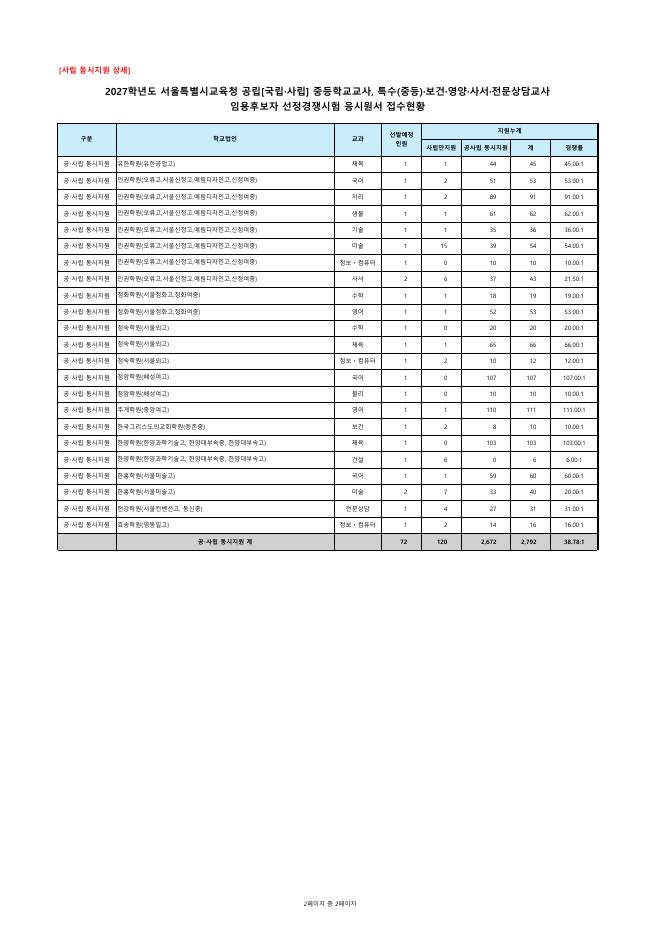 [사립 동시지원 상세]
2027학년도 서울특별시교육청 공립[국립·사립] 중등학교교사, 특수(중등)·보건·영양·사서·전문상담교사
임용후보자 선정경쟁시험 응시원서 접수현황
구분 학교법인 교과 선발예정 인원 지원누계
사립만지원 공사립 동시지원 계 경쟁률
공·사립 동시지원 유한학원(유한공업고) 체육 1 1 44 45 45.00:1
공·사립 동시지원 인권학원(오류고,서울신정고,예림디자인고,신정여중) 국어 1 2 51 53 53.00:1
공·사립 동시지원 인권학원(오류고,서울신정고,예림디자인고,신정여중) 지리 1 2 89 91 91.00:1
공·사립 동시지원 인권학원(오류고,서울신정고,예림디자인고,신정여중) 생물 1 1 61 62 62.00:1
공·사립 동시지원 인권학원(오류고,서울신정고,예림디자인고,신정여중) 기술 1 1 35 36 36.00:1
공·사립 동시지원 인권학원(오류고,서울신정고,예림디자인고,신정여중) 미술 1 15 39 54 54.00:1
공·사립 동시지원 인권학원(오류고,서울신정고,예림디자인고,신정여중) 정보・컴퓨터 1 0 10 10 10.00:1
공·사립 동시지원 인권학원(오류고,서울신정고,예림디자인고,신정여중) 사서 2 6 37 43 21.50:1
공·사립 동시지원 정화학원(서울정화고,정화여중) 수학 1 1 18 19 19.00:1
공·사립 동시지원 정화학원(서울정화고,정화여중) 영어 1 1 52 53 53.00:1
공·사립 동시지원 청숙학원(서울외고) 수학 1 0 20 20 20.00:1
공·사립 동시지원 청숙학원(서울외고) 체육 1 1 65 66 66.00:1
공·사립 동시지원 청숙학원(서울외고) 정보・컴퓨터 1 2 10 12 12.00:1
공·사립 동시지원 청암학원(해성여고) 국어 1 0 107 107 107.00:1
공·사립 동시지원 청암학원(해성여고) 물리 1 0 10 10 10.00:1
공·사립 동시지원 추계학원(중앙여고) 영어 1 1 110 111 111.00:1
공·사립 동시지원 한국그리스도의교회학원(등촌중) 보건 1 2 8 10 10.00:1
공·사립 동시지원 한양학원(한양과학기술고, 한양대부속중, 한양대부속고) 체육 1 0 103 103 103.00:1
공·사립 동시지원 한양학원(한양과학기술고, 한양대부속중, 한양대부속고) 건설 1 6 0 6 6.00:1
공·사립 동시지원 한흥학원(서울미술고) 국어 1 1 59 60 60.00:1
공·사립 동시지원 한흥학원(서울미술고) 미술 2 7 33 40 20.00:1
공·사립 동시지원 현강학원(서울컨벤션고, 동신중) 전문상담 1 4 27 31 31.00:1
공·사립 동시지원 효송학원(영동일고) 정보・컴퓨터 1 2 14 16 16.00:1
공·사립 동시지원 계 72 120 2,672 2,792 38.78:1
2페이지 중 2페이지